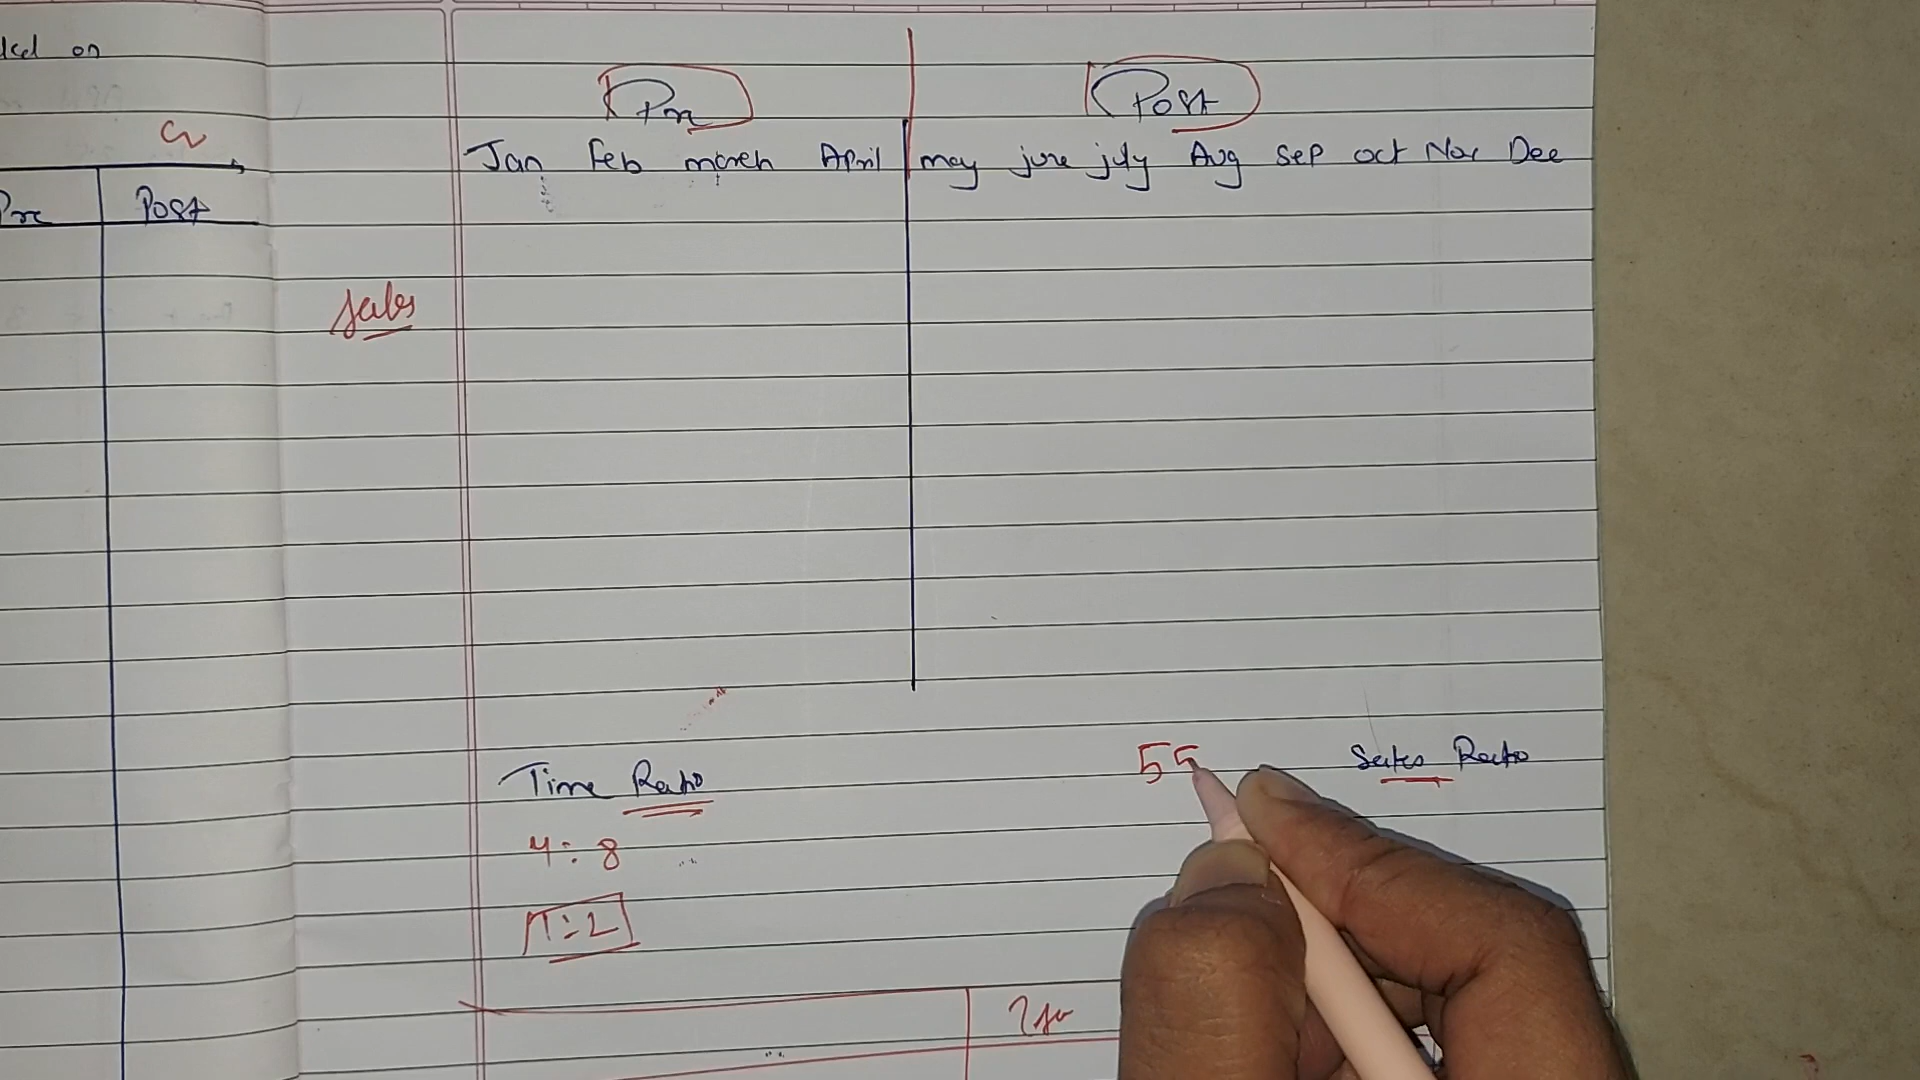 on
Pre Post
Jan Feb march April may june july Aug Sep oct Nov Dec
Pre Post
Sales
55 Sales Ratio
Time Ratio
4:8
1:2